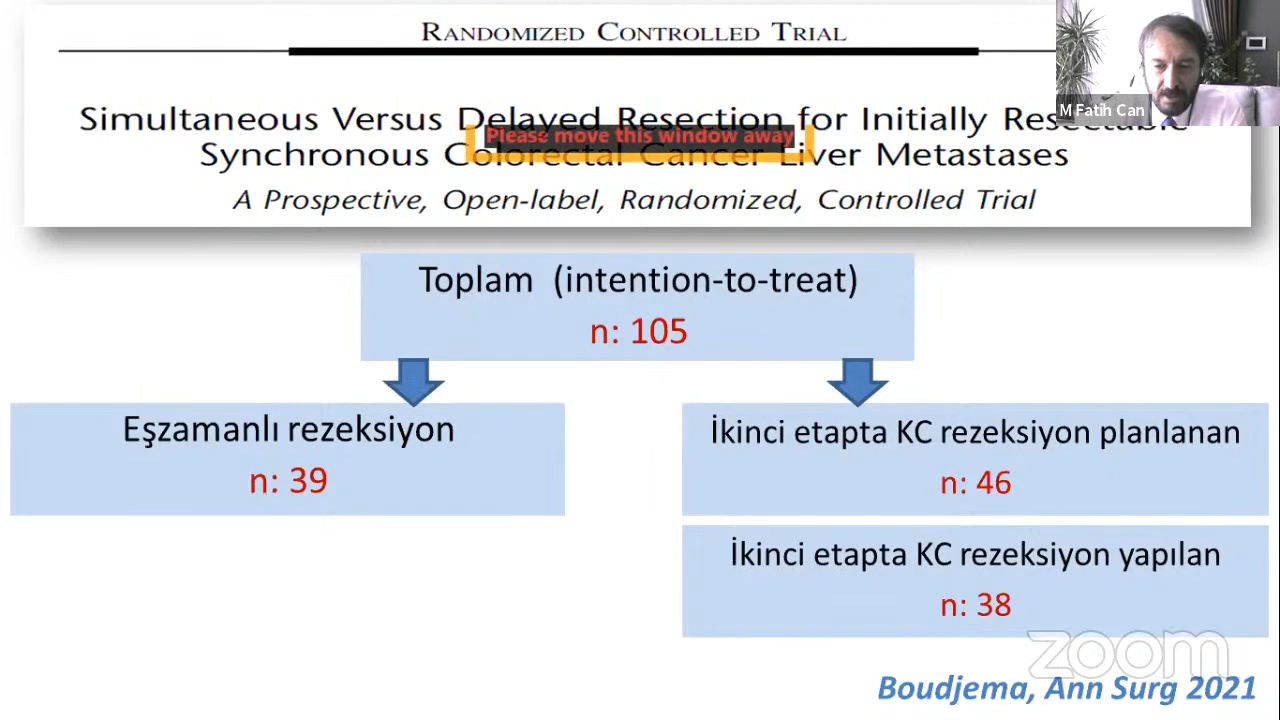 RANDOMIZED CONTROLLED TRIAL
Simultaneous Versus Delayed Resection for Initially Resectable
Please move this window away
Synchronous Colorectal Cancer Liver Metastases
A Prospective, Open-label, Randomized, Controlled Trial
M Fatih Can
Toplam (intention-to-treat)
n: 105
Eşzamanlı rezeksiyon
n: 39
İkinci etapta KC rezeksiyon planlanan
n: 46
İkinci etapta KC rezeksiyon yapılan
n: 38
zoom
Boudjema, Ann Surg 2021